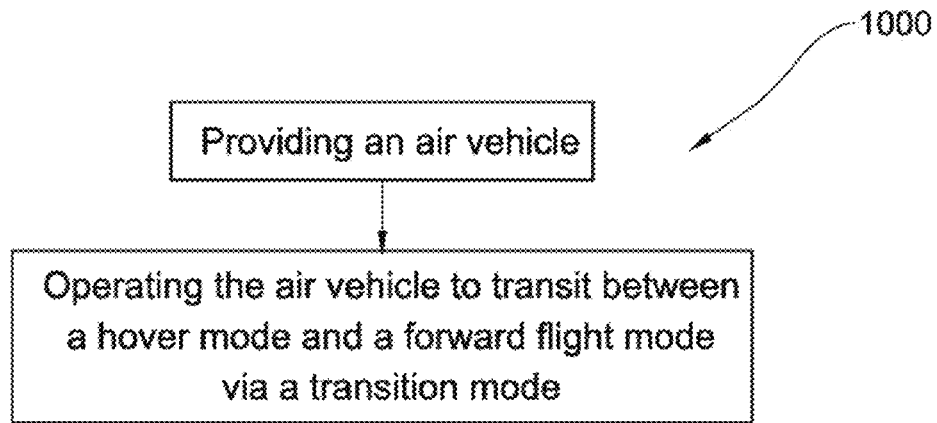 1000
Providing an air vehicle
Operating the air vehicle to transit between
a hover mode and a forward flight mode
via a transition mode